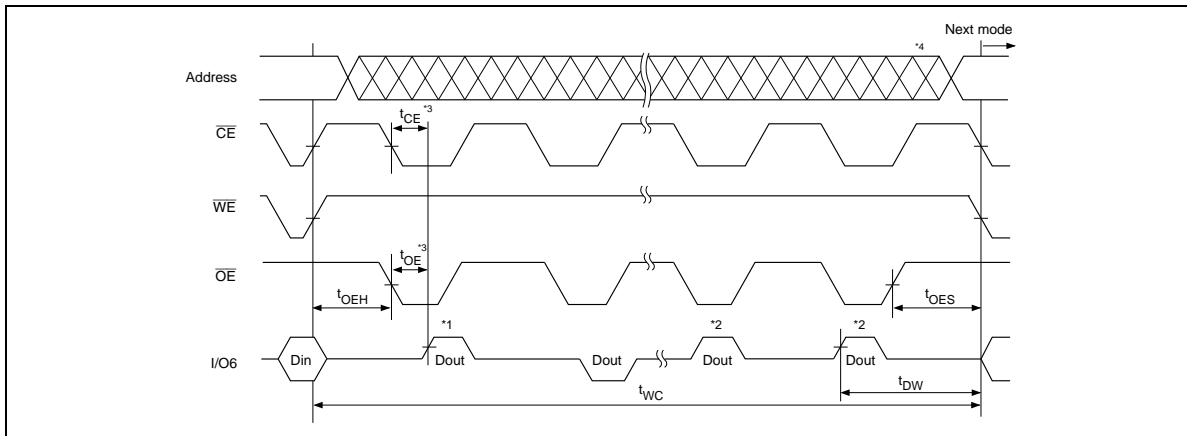 Next mode
*4
Address
tCE *3
CE
WE
tOE *3
OE
tOEH
tOES
*1
*2
*2
I/O6
Din
Dout
Dout
Dout
Dout
tWC
tDW